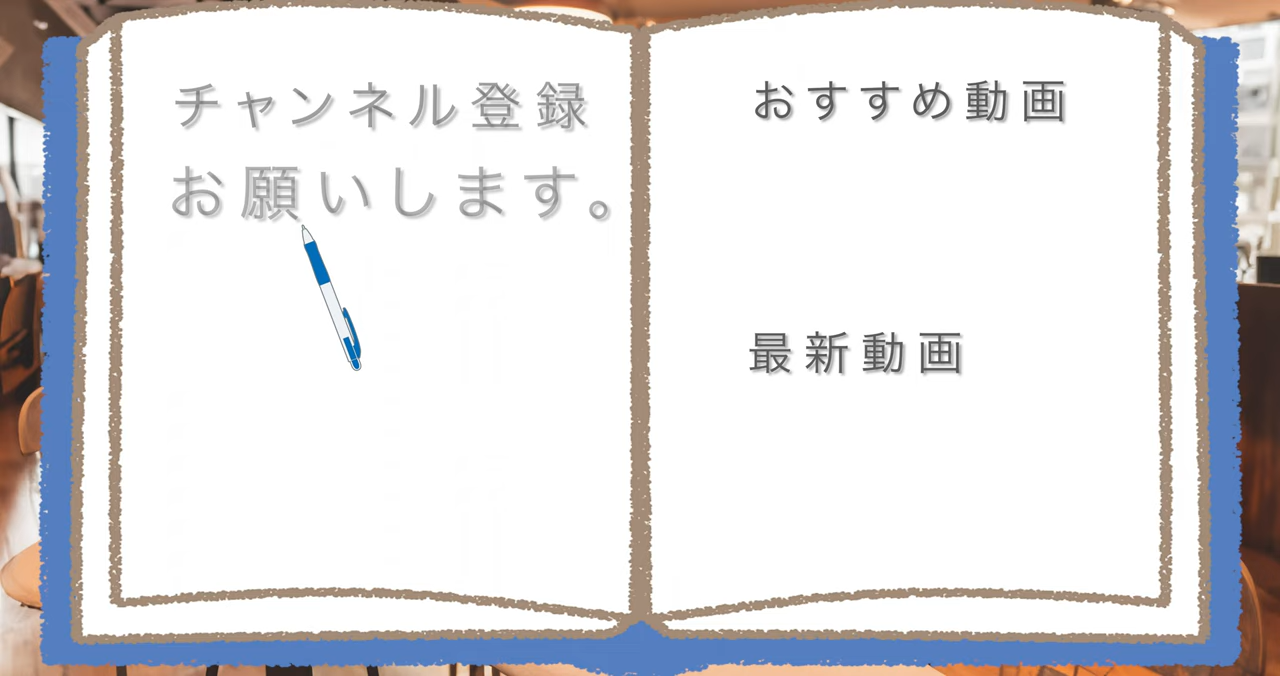 チャンネル登録
お願いします。
おすすめ動画
最新動画